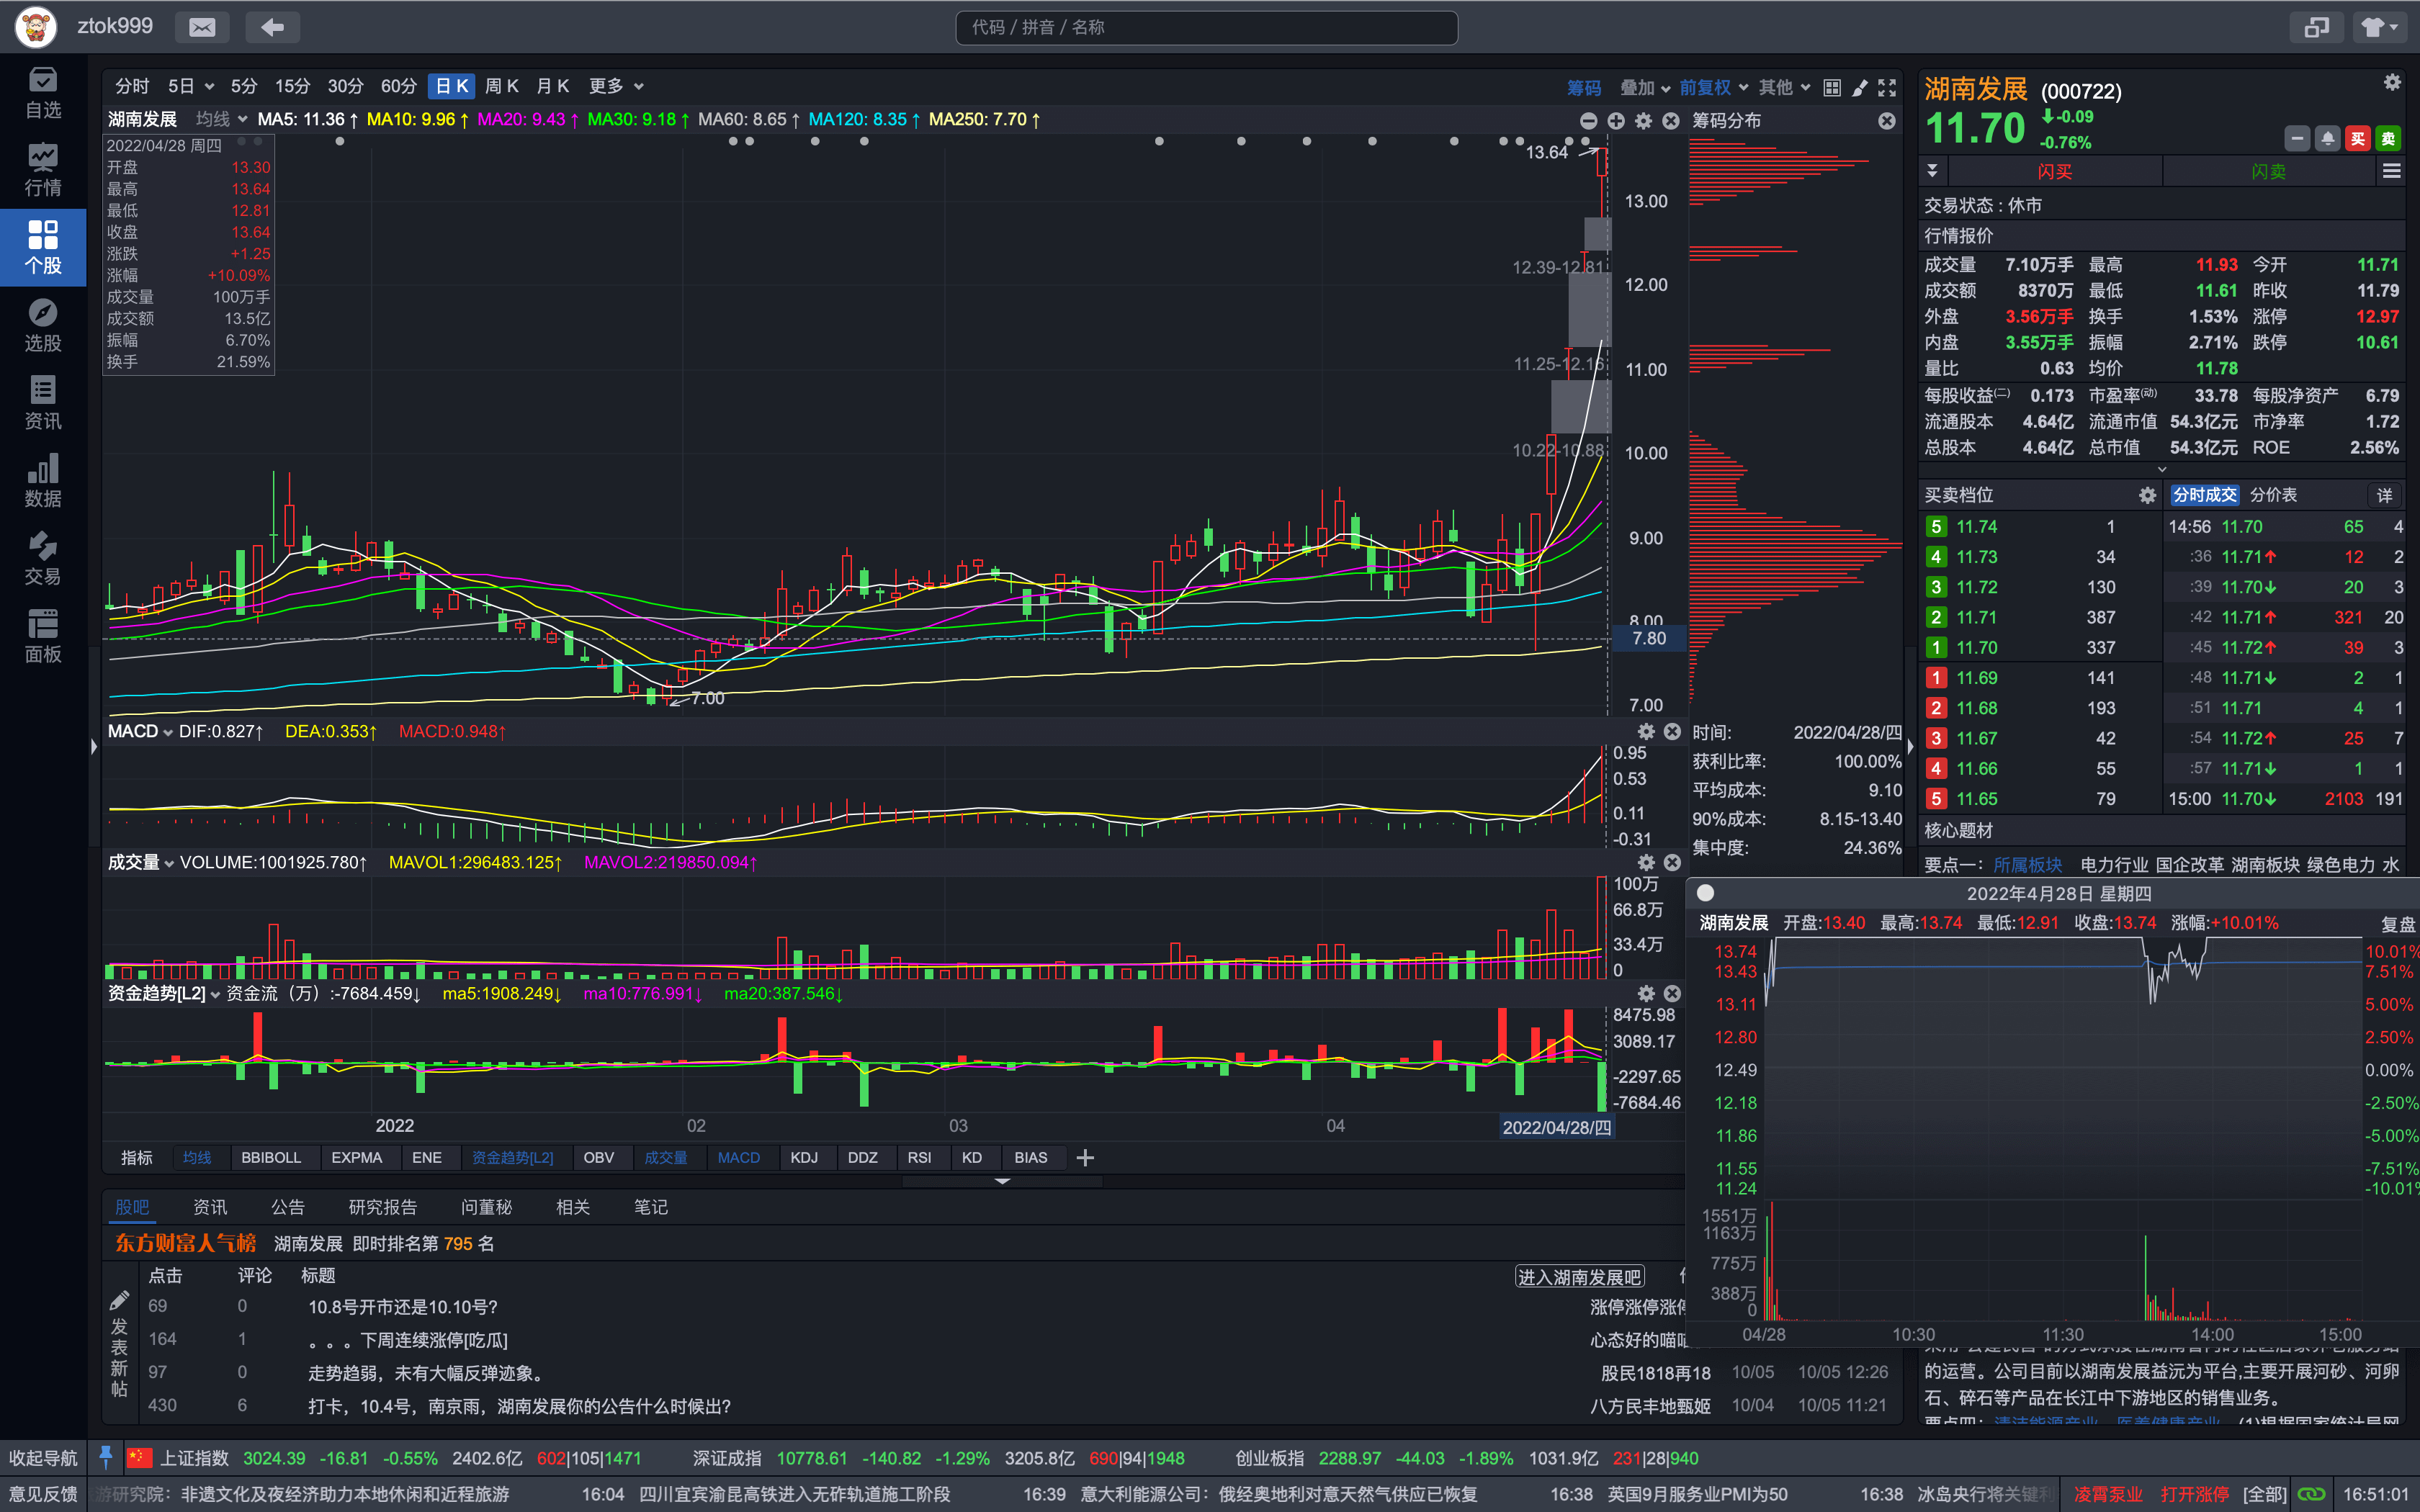 ztok999
代码 / 拼音 / 名称
自选
行情
个股
选股
资讯
数据
交易
面板
分时 5日 5分 15分 30分 60分 日K 周K 月K 更多
筹码 叠加 前复权 其他
湖南发展 均线 MA5: 11.36↑ MA10: 9.96↑ MA20: 9.43↑ MA30: 9.18↑ MA60: 8.65↑ MA120: 8.35↑ MA250: 7.70↑
筹码分布
2022/04/28 周四
开盘 13.30
最高 13.64
最低 12.81
收盘 13.64
涨跌 +1.25
涨幅 +10.09%
成交量 100万手
成交额 13.5亿
振幅 6.70%
换手 21.59%
13.64
13.00
12.39-12.81
12.00
11.25-12.16
11.00
10.22-10.88
10.00
9.00
8.00
7.80
7.00
7.00
MACD DIF:0.827↑ DEA:0.353↑ MACD:0.948↑
0.95
0.53
0.11
-0.31
时间: 2022/04/28/四
获利比率: 100.00%
平均成本: 9.10
90%成本: 8.15-13.40
集中度: 24.36%
成交量 VOLUME:1001925.780↑ MAVOL1:296483.125↑ MAVOL2:219850.094↑
100万
66.8万
33.4万
0
资金趋势[L2] 资金流（万）:-7684.459↓ ma5:1908.249↓ ma10:776.991↓ ma20:387.546↓
8475.98
3089.17
-2297.65
-7684.46
2022 02 03 04 2022/04/28/四
指标 均线 BBIBOLL EXPMA ENE 资金趋势[L2] OBV 成交量 MACD KDJ DDZ RSI KD BIAS
股吧 资讯 公告 研究报告 问董秘 相关 笔记
东方财富人气榜 湖南发展 即时排名第 795 名
点击 评论 标题 进入湖南发展吧
69 0 10.8号开市还是10.10号? 涨停涨停涨停
164 1 。。。下周连续涨停[吃瓜] 心态好的喵
97 0 走势趋弱，未有大幅反弹迹象。 股民1818再18 10/05 10/05 12:26
430 6 打卡，10.4号，南京雨，湖南发展你的公告什么时候出? 八方民丰地甄姬 10/04 10/05 11:21
发表新帖
湖南发展 (000722)
11.70 -0.09
-0.76%
买 卖
闪买 闪卖
交易状态 : 休市
行情报价
成交量 7.10万手 最高 11.93 今开 11.71
成交额 8370万 最低 11.61 昨收 11.79
外盘 3.56万手 换手 1.53% 涨停 12.97
内盘 3.55万手 振幅 2.71% 跌停 10.61
量比 0.63 均价 11.78
每股收益(二) 0.173 市盈率(动) 33.78 每股净资产 6.79
流通股本 4.64亿 流通市值 54.3亿元 市净率 1.72
总股本 4.64亿 总市值 54.3亿元 ROE 2.56%
买卖档位 分时成交 分价表 详
5 11.74 1 14:56 11.70 65 4
4 11.73 34 :36 11.71↑ 12 2
3 11.72 130 :39 11.70↓ 20 3
2 11.71 387 :42 11.71↑ 321 20
1 11.70 337 :45 11.72↑ 39 3
1 11.69 141 :48 11.71↓ 2 1
2 11.68 193 :51 11.71 4 1
3 11.67 42 :54 11.72↑ 25 7
4 11.66 55 :57 11.71↓ 1 1
5 11.65 79 15:00 11.70↓ 2103 191
核心题材
要点一： 所属板块 电力行业 国企改革 湖南板块 绿色电力 水
2022年4月28日 星期四
湖南发展 开盘:13.40 最高:13.74 最低:12.91 收盘:13.74 涨幅:+10.01% 复盘
13.74 10.01%
13.43 7.51%
13.11 5.00%
12.80 2.50%
12.49 0.00%
12.18 -2.50%
11.86 -5.00%
11.55 -7.51%
11.24 -10.01%
1551万
1163万
775万
388万
0
04/28 10:30 11:30 14:00 15:00
的运营。公司目前以湖南发展益沅为平台,主要开展河砂、河卵
石、碎石等产品在长江中下游地区的销售业务。
收起导航 上证指数 3024.39 -16.81 -0.55% 2402.6亿 602|105|1471 深证成指 10778.61 -140.82 -1.29% 3205.8亿 690|94|1948 创业板指 2288.97 -44.03 -1.89% 1031.9亿 231|28|940
意见反馈 游研究院：非遗文化及夜经济助力本地休闲和近程旅游 16:04 四川宜宾渝昆高铁进入无砟轨道施工阶段 16:39 意大利能源公司：俄经奥地利对意天然气供应已恢复 16:38 英国9月服务业PMI为50 16:38 冰岛央行将关键利 凌霄泵业 打开涨停 [全部] 16:51:01